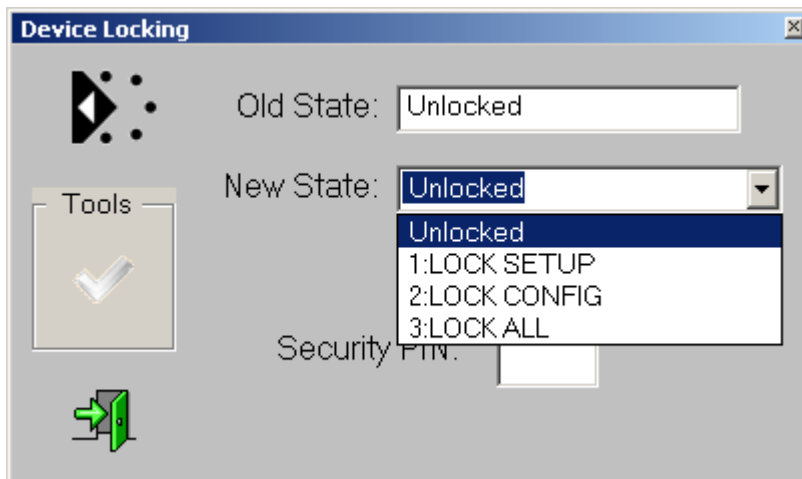 Device Locking
Old State: Unlocked
New State: Unlocked
Tools
Unlocked
1:LOCK SETUP
2:LOCK CONFIG
3:LOCK ALL
Security PIN: